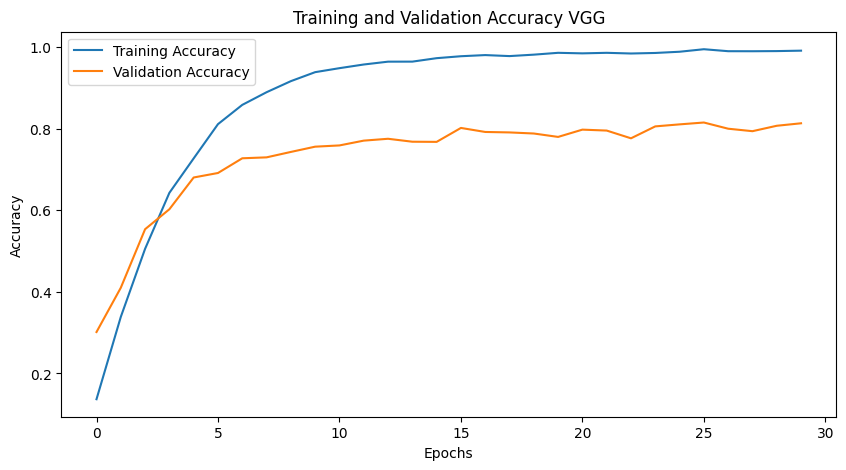 Training and Validation Accuracy VGG
Training Accuracy
Validation Accuracy
Accuracy
1.0
0.8
0.6
0.4
0.2
0 5 10 15 20 25 30
Epochs